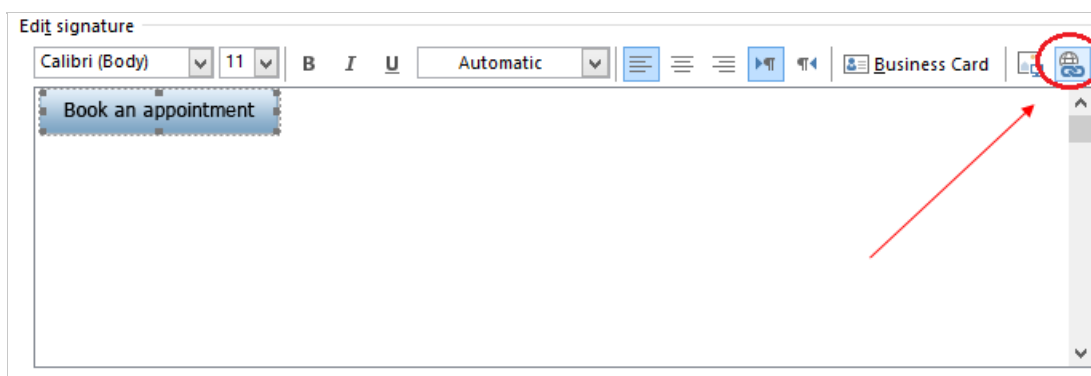 Edit signature
Calibri (Body) 11 B I U Automatic Business Card
Book an appointment